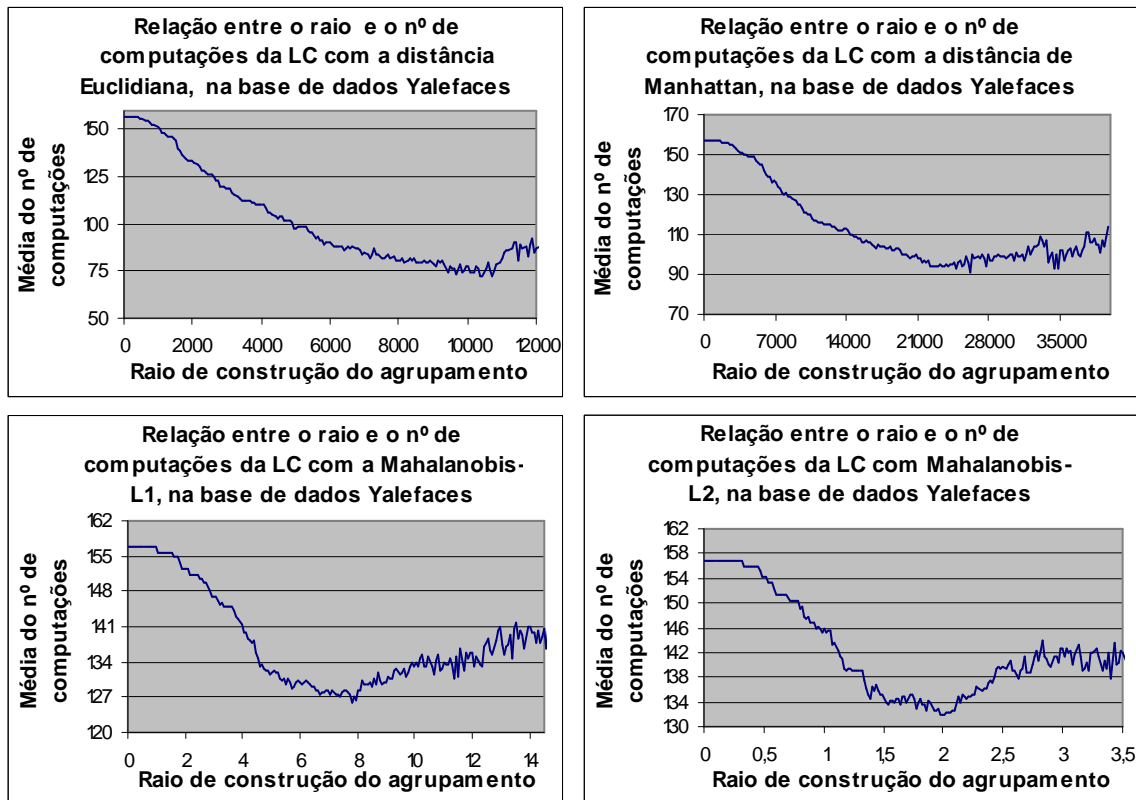 Relação entre o raio e o nº de
computações da LC com a distância
Euclidiana, na base de dados Yalefaces
Média do nº de
computações
150
125
100
75
50
0 2000 4000 6000 8000 10000 12000
Raio de construção do agrupamento
Relação entre o raio e o nº de
computações da LC com a distância de
Manhattan, na base de dados Yalefaces
Média do nº de
computações
170
150
130
110
90
70
0 7000 14000 21000 28000 35000
Raio de construção do agrupamento
Relação entre o raio e o nº de
computações da LC com a Mahalanobis-
L1, na base de dados Yalefaces
Média do nº de
computações
162
155
148
141
134
127
120
0 2 4 6 8 10 12 14
Raio de construção do agrupamento
Relação entre o raio e o nº de
computações da LC com Mahalanobis-
L2, na base de dados Yalefaces
Média do nº de
computações
162
158
154
150
146
142
138
134
130
0 0,5 1 1,5 2 2,5 3 3,5
Raio de construção do agrupamento